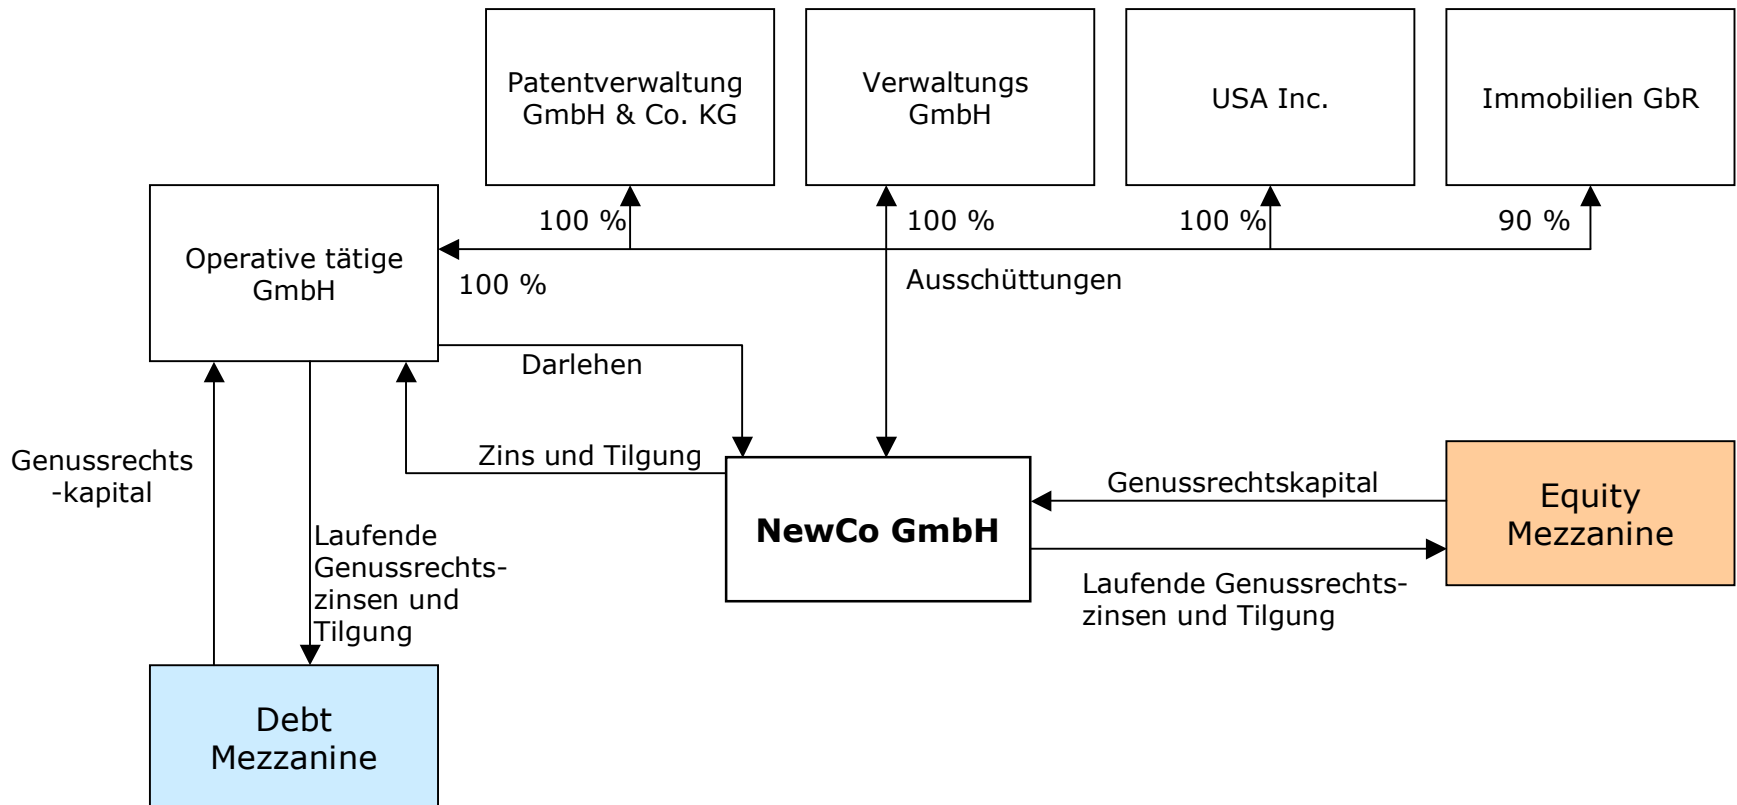 Patentverwaltung
GmbH & Co. KG
Verwaltungs
GmbH
USA Inc.
Immobilien GbR
100 %
100 %
100 %
90 %
Operative tätige
GmbH
100 %
Ausschüttungen
Darlehen
Zins und Tilgung
Genussrechts
-kapital
Laufende
Genussrechts-
zinsen und
Tilgung
NewCo GmbH
Genussrechtskapital
Laufende Genussrechts-
zinsen und Tilgung
Equity
Mezzanine
Debt
Mezzanine